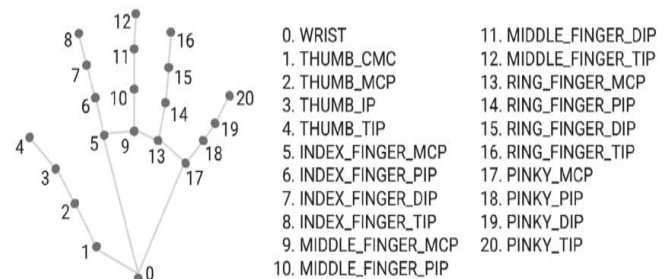 12
8
16
11
7
15
20
6
10
14
19
4
5
9
13
18
3
17
2
1
0
0. WRIST
1. THUMB_CMC
2. THUMB_MCP
3. THUMB_IP
4. THUMB_TIP
5. INDEX_FINGER_MCP
6. INDEX_FINGER_PIP
7. INDEX_FINGER_DIP
8. INDEX_FINGER_TIP
9. MIDDLE_FINGER_MCP
10. MIDDLE_FINGER_PIP
11. MIDDLE_FINGER_DIP
12. MIDDLE_FINGER_TIP
13. RING_FINGER_MCP
14. RING_FINGER_PIP
15. RING_FINGER_DIP
16. RING_FINGER_TIP
17. PINKY_MCP
18. PINKY_PIP
19. PINKY_DIP
20. PINKY_TIP